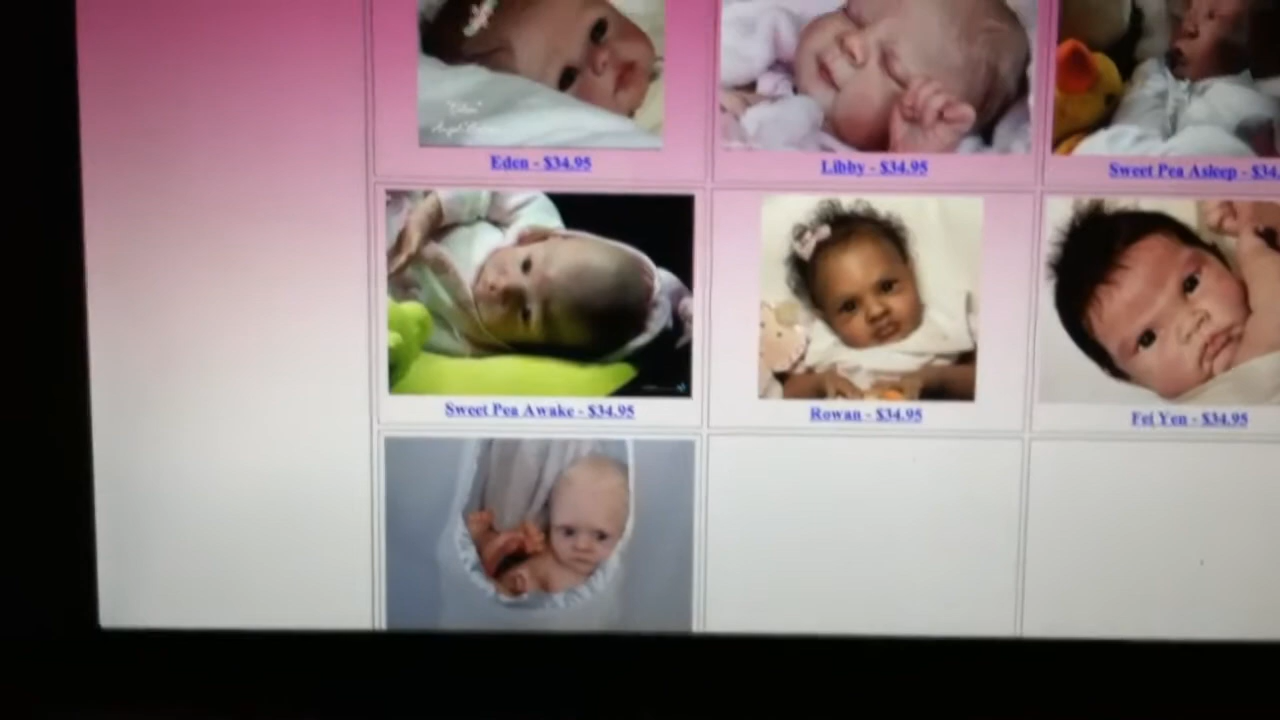 "Eden"
Eden - $34.95
Libby - $34.95
Sweet Pea Asleep - $34.
Sweet Pea Awake - $34.95
Rowan - $34.95
Fei Yen - $34.95